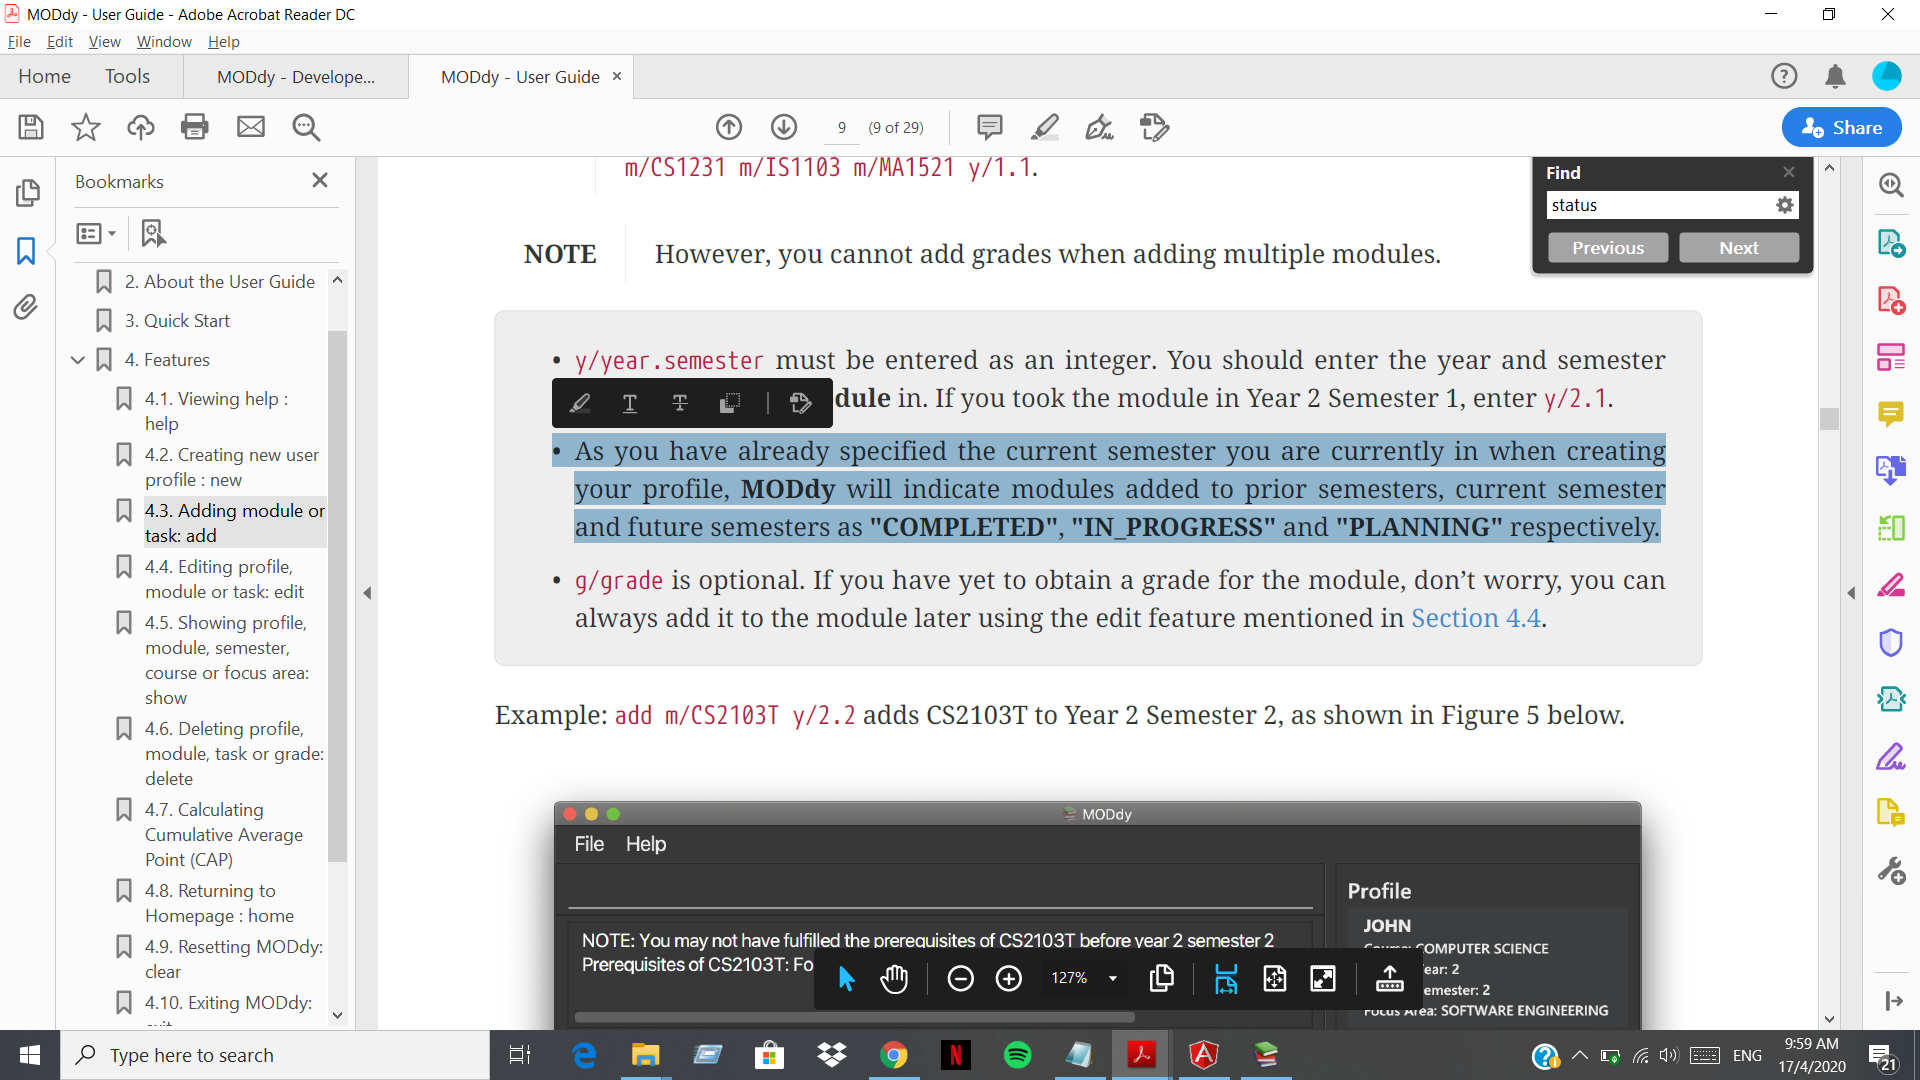 MODdy - User Guide - Adobe Acrobat Reader DC
File Edit View Window Help
Home Tools MODdy - Develope... MODdy - User Guide ×
9 (9 of 29)
Share
Bookmarks
2. About the User Guide
3. Quick Start
4. Features
4.1. Viewing help :
help
4.2. Creating new user
profile : new
4.3. Adding module or
task: add
4.4. Editing profile,
module or task: edit
4.5. Showing profile,
module, semester,
course or focus area:
show
4.6. Deleting profile,
module, task or grade:
delete
4.7. Calculating
Cumulative Average
Point (CAP)
4.8. Returning to
Homepage : home
4.9. Resetting MODdy:
clear
4.10. Exiting MODdy:
m/CS1231 m/IS1103 m/MA1521 y/1.1.
Find
status
Previous Next
NOTE However, you cannot add grades when adding multiple modules.
• y/year.semester must be entered as an integer. You should enter the year and semester
dule in. If you took the module in Year 2 Semester 1, enter y/2.1.
• As you have already specified the current semester you are currently in when creating
your profile, MODdy will indicate modules added to prior semesters, current semester
and future semesters as "COMPLETED", "IN_PROGRESS" and "PLANNING" respectively.
• g/grade is optional. If you have yet to obtain a grade for the module, don’t worry, you can
always add it to the module later using the edit feature mentioned in Section 4.4.
Example: add m/CS2103T y/2.2 adds CS2103T to Year 2 Semester 2, as shown in Figure 5 below.
MODdy
File Help
NOTE: You may not have fulfilled the prerequisites of CS2103T before year 2 semester 2
Prerequisites of CS2103T: Fo
Profile
JOHN
Course: COMPUTER SCIENCE
ear: 2
emester: 2
Focus Area: SOFTWARE ENGINEERING
127%
Type here to search
ENG
9:59 AM
17/4/2020
21